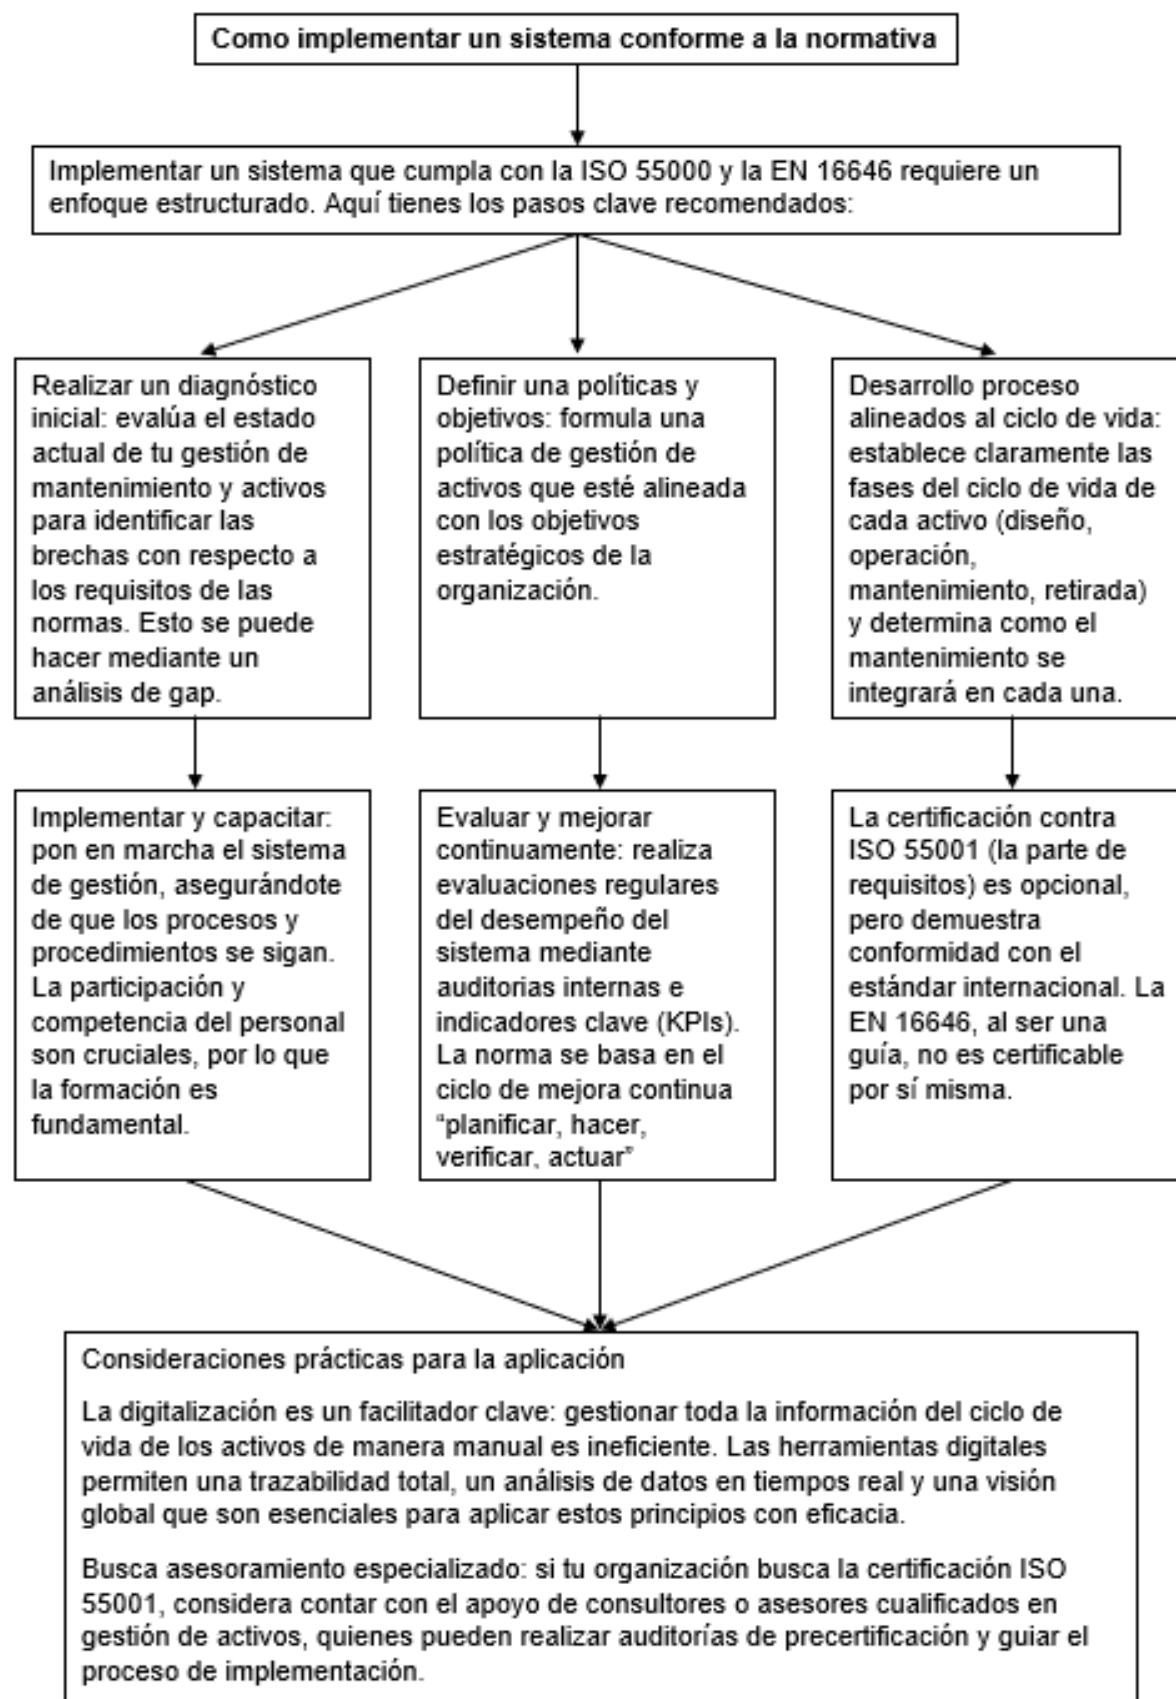 Como implementar un sistema conforme a la normativa
Implementar un sistema que cumpla con la ISO 55000 y la EN 16646 requiere un
enfoque estructurado. Aquí tienes los pasos clave recomendados:
Realizar un diagnóstico
inicial: evalúa el estado
actual de tu gestión de
mantenimiento y activos
para identificar las
brechas con respecto a
los requisitos de las
normas. Esto se puede
hacer mediante un
análisis de gap.
Definir una políticas y
objetivos: formula una
política de gestión de
activos que esté alineada
con los objetivos
estratégicos de la
organización.
Desarrollo proceso
alineados al ciclo de vida:
establece claramente las
fases del ciclo de vida de
cada activo (diseño,
operación,
mantenimiento, retirada)
y determina como el
mantenimiento se
integrará en cada una.
Implementar y capacitar:
pon en marcha el sistema
de gestión, asegurándote
de que los procesos y
procedimientos se sigan.
La participación y
competencia del personal
son cruciales, por lo que
la formación es
fundamental.
Evaluar y mejorar
continuamente: realiza
evaluaciones regulares
del desempeño del
sistema mediante
auditorias internas e
indicadores clave (KPIs).
La norma se basa en el
ciclo de mejora continua
“planificar, hacer,
verificar, actuar”
La certificación contra
ISO 55001 (la parte de
requisitos) es opcional,
pero demuestra
conformidad con el
estándar internacional. La
EN 16646, al ser una
guía, no es certificable
por sí misma.
Consideraciones prácticas para la aplicación
La digitalización es un facilitador clave: gestionar toda la información del ciclo de
vida de los activos de manera manual es ineficiente. Las herramientas digitales
permiten una trazabilidad total, un análisis de datos en tiempos real y una visión
global que son esenciales para aplicar estos principios con eficacia.
Busca asesoramiento especializado: si tu organización busca la certificación ISO
55001, considera contar con el apoyo de consultores o asesores cualificados en
gestión de activos, quienes pueden realizar auditorías de precertificación y guiar el
proceso de implementación.